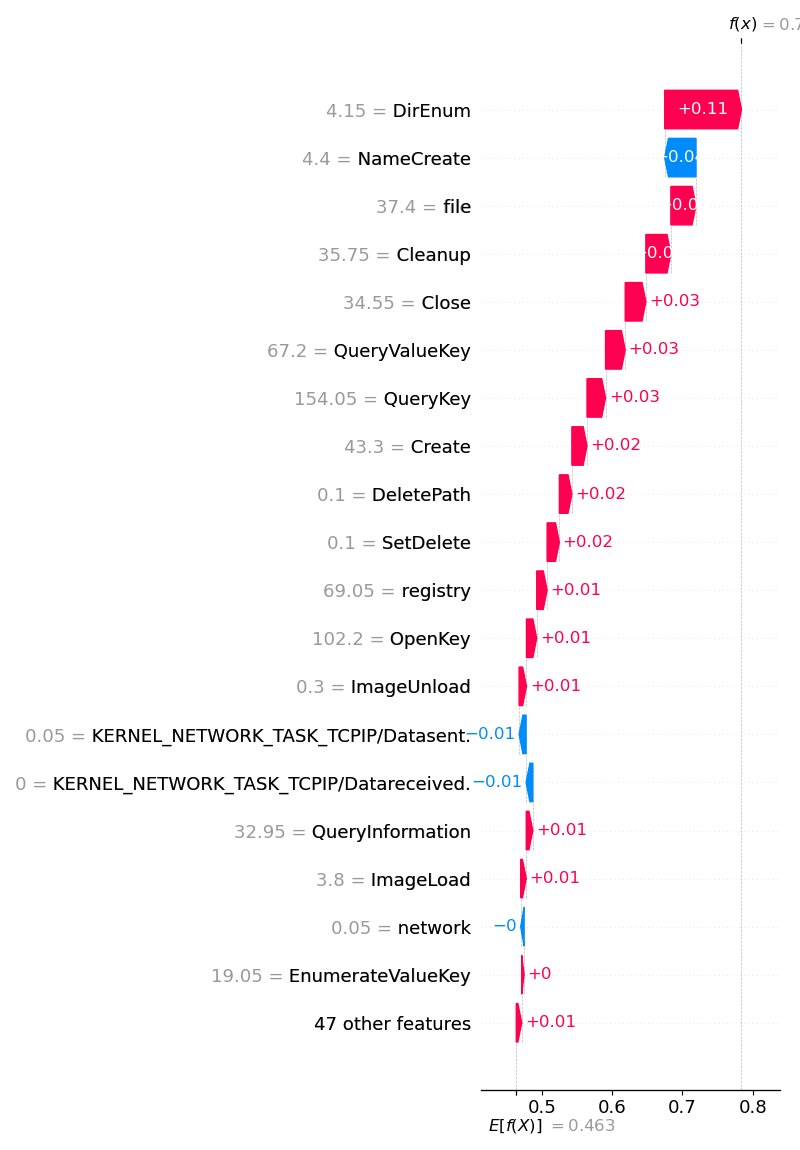 f(x) = 0.7
4.15 = DirEnum
+0.11
4.4 = NameCreate
37.4 = file
35.75 = Cleanup
34.55 = Close
+0.03
67.2 = QueryValueKey
+0.03
154.05 = QueryKey
+0.03
43.3 = Create
+0.02
0.1 = DeletePath
+0.02
0.1 = SetDelete
+0.02
69.05 = registry
+0.01
102.2 = OpenKey
+0.01
0.3 = ImageUnload
+0.01
0.05 = KERNEL_NETWORK_TASK_TCPIP/Datasent.
−0.01
0 = KERNEL_NETWORK_TASK_TCPIP/Datareceived.
−0.01
32.95 = QueryInformation
+0.01
3.8 = ImageLoad
+0.01
0.05 = network
−0
19.05 = EnumerateValueKey
+0
47 other features
+0.01
0.5 0.6 0.7 0.8
E[f(X)] = 0.463